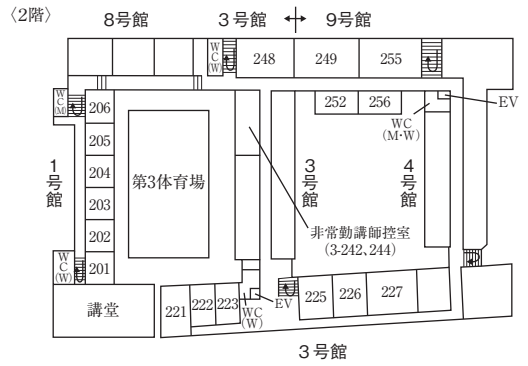 〈2階〉
8号館 3号館 ↔ 9号館
WC(W)
248 249 255
WC(M)
206
252 256
EV
WC
(M・W)
205
204
203
202
201
1号館
第3体育場
3号館
4号館
非常勤講師控室
(3-242, 244)
WC(W)
講堂
221 222 223
WC
(W)
EV
225 226 227
3号館